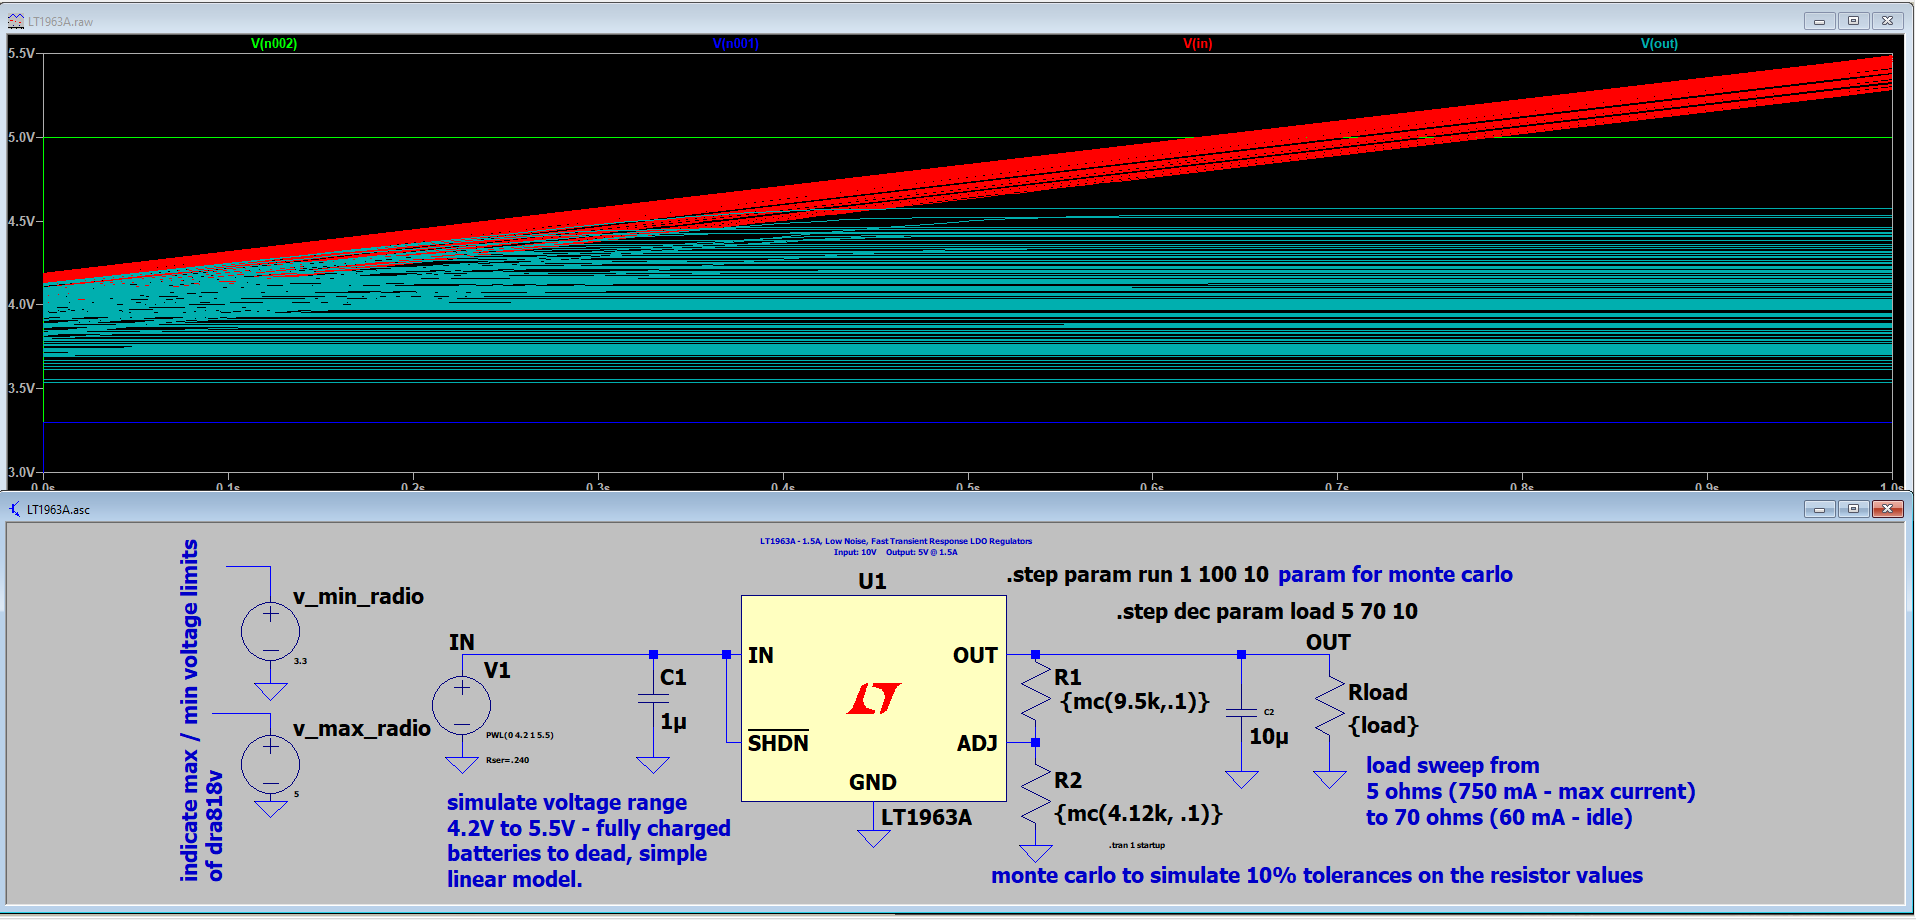 LT1963A.raw
V(n002) V(n001) V(in) V(out)
5.5V
5.0V
4.5V
4.0V
3.5V
3.0V
0.0s 0.1s 0.2s 0.3s 0.4s 0.5s 0.6s 0.7s 0.8s 0.9s 1.0s
LT1963A.asc
indicate max / min voltage limits
of dra818v
v_min_radio
3.3
v_max_radio
5
IN
V1
PWL(0 4.2 1 5.5)
Rser=.240
simulate voltage range
4.2V to 5.5V - fully charged
batteries to dead, simple
linear model.
C1
1µ
LT1963A - 1.5A, Low Noise, Fast Transient Response LDO Regulators
Input: 10V Output: 5V @ 1.5A
U1
IN
OUT
SHDN
ADJ
GND
LT1963A
.step param run 1 100 10 param for monte carlo
.step dec param load 5 70 10
OUT
R1
{mc(9.5k,.1)}
R2
{mc(4.12k, .1)}
C2
10µ
Rload
{load}
load sweep from
5 ohms (750 mA - max current)
to 70 ohms (60 mA - idle)
.tran 1 startup
monte carlo to simulate 10% tolerances on the resistor values